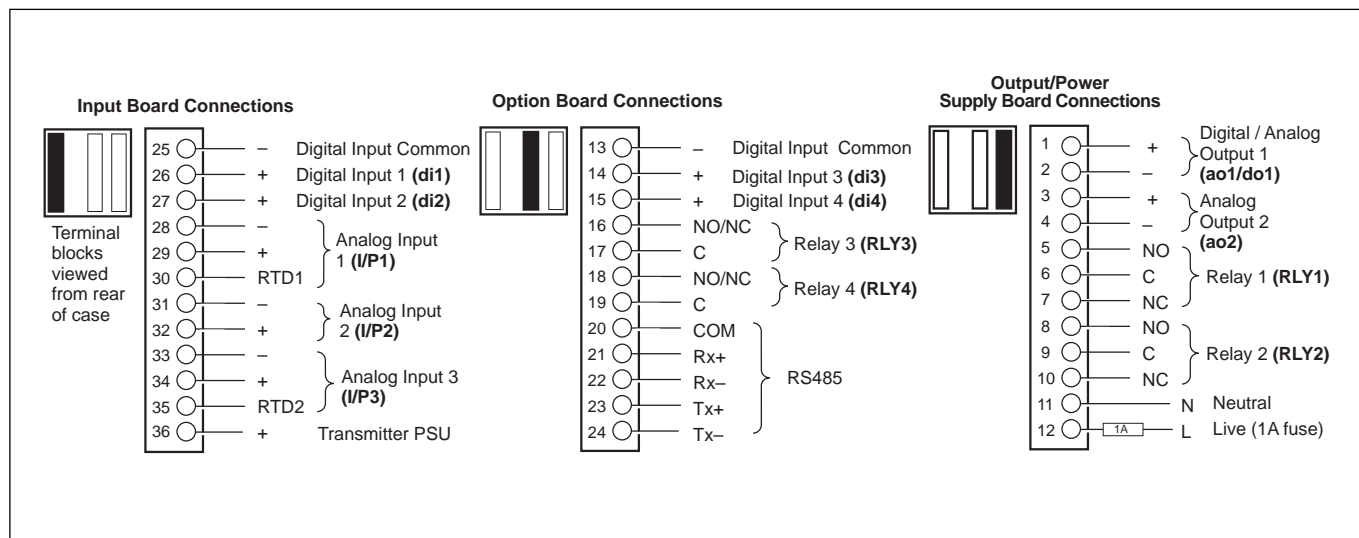 Input Board Connections
25 – Digital Input Common
26 + Digital Input 1 (di1)
27 + Digital Input 2 (di2)
28 –
29 +
30 RTD1
Analog Input
1 (I/P1)
31 –
32 +
Analog Input
2 (I/P2)
33 –
34 +
35 RTD2
Analog Input 3
(I/P3)
36 + Transmitter PSU
Terminal
blocks
viewed
from rear
of case
Option Board Connections
13 – Digital Input Common
14 + Digital Input 3 (di3)
15 + Digital Input 4 (di4)
16 NO/NC
17 C
Relay 3 (RLY3)
18 NO/NC
19 C
Relay 4 (RLY4)
20 COM
21 Rx+
22 Rx–
23 Tx+
24 Tx–
RS485
Output/Power
Supply Board Connections
1 +
2 –
Digital / Analog
Output 1
(ao1/do1)
3 +
4 –
Analog
Output 2
(ao2)
5 NO
6 C
7 NC
Relay 1 (RLY1)
8 NO
9 C
10 NC
Relay 2 (RLY2)
11 N Neutral
12 1A L Live (1A fuse)